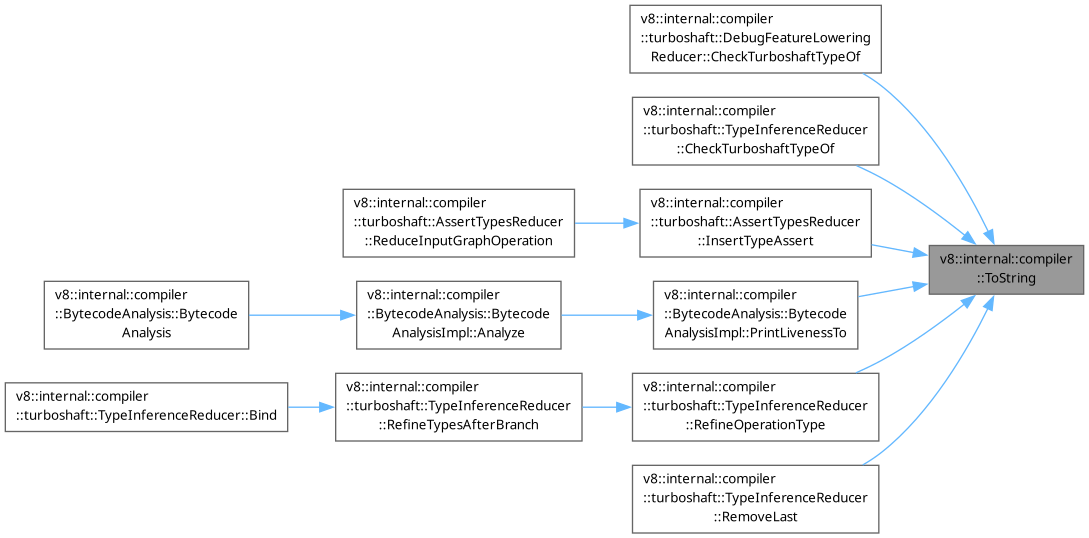 v8::internal::compiler
::turboshaft::DebugFeatureLowering
Reducer::CheckTurboshaftTypeOf
v8::internal::compiler
::turboshaft::TypeInferenceReducer
::CheckTurboshaftTypeOf
v8::internal::compiler
::turboshaft::AssertTypesReducer
::ReduceInputGraphOperation
v8::internal::compiler
::turboshaft::AssertTypesReducer
::InsertTypeAssert
v8::internal::compiler
::ToString
v8::internal::compiler
::BytecodeAnalysis::Bytecode
Analysis
v8::internal::compiler
::BytecodeAnalysis::Bytecode
AnalysisImpl::Analyze
v8::internal::compiler
::BytecodeAnalysis::Bytecode
AnalysisImpl::PrintLivenessTo
v8::internal::compiler
::turboshaft::TypeInferenceReducer::Bind
v8::internal::compiler
::turboshaft::TypeInferenceReducer
::RefineTypesAfterBranch
v8::internal::compiler
::turboshaft::TypeInferenceReducer
::RefineOperationType
v8::internal::compiler
::turboshaft::TypeInferenceReducer
::RemoveLast